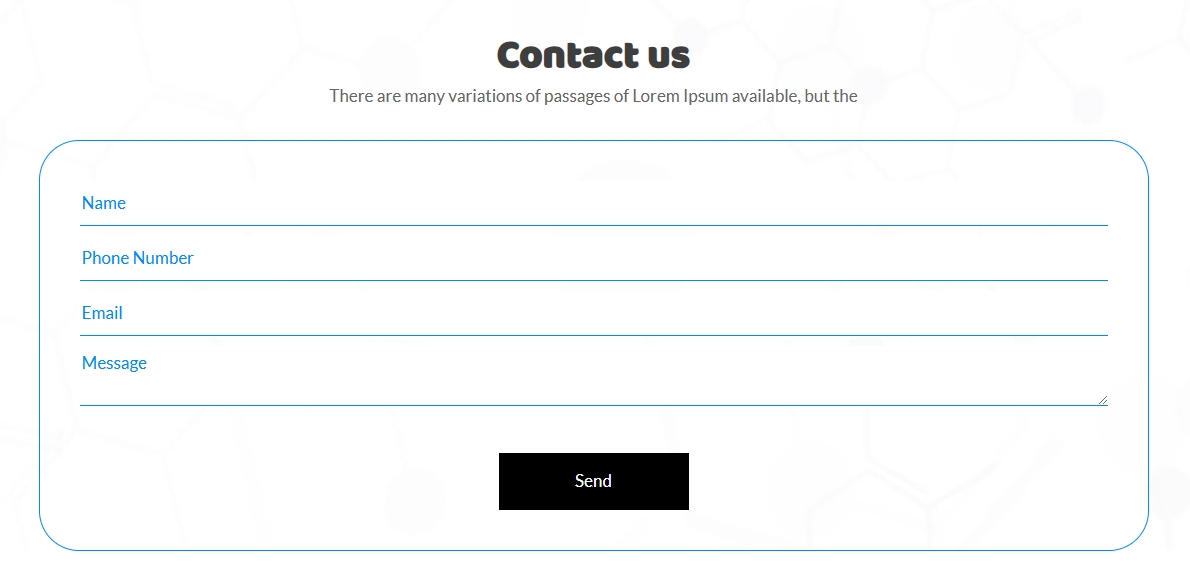 Contact us
There are many variations of passages of Lorem Ipsum available, but the
Name
Phone Number
Email
Message
Send